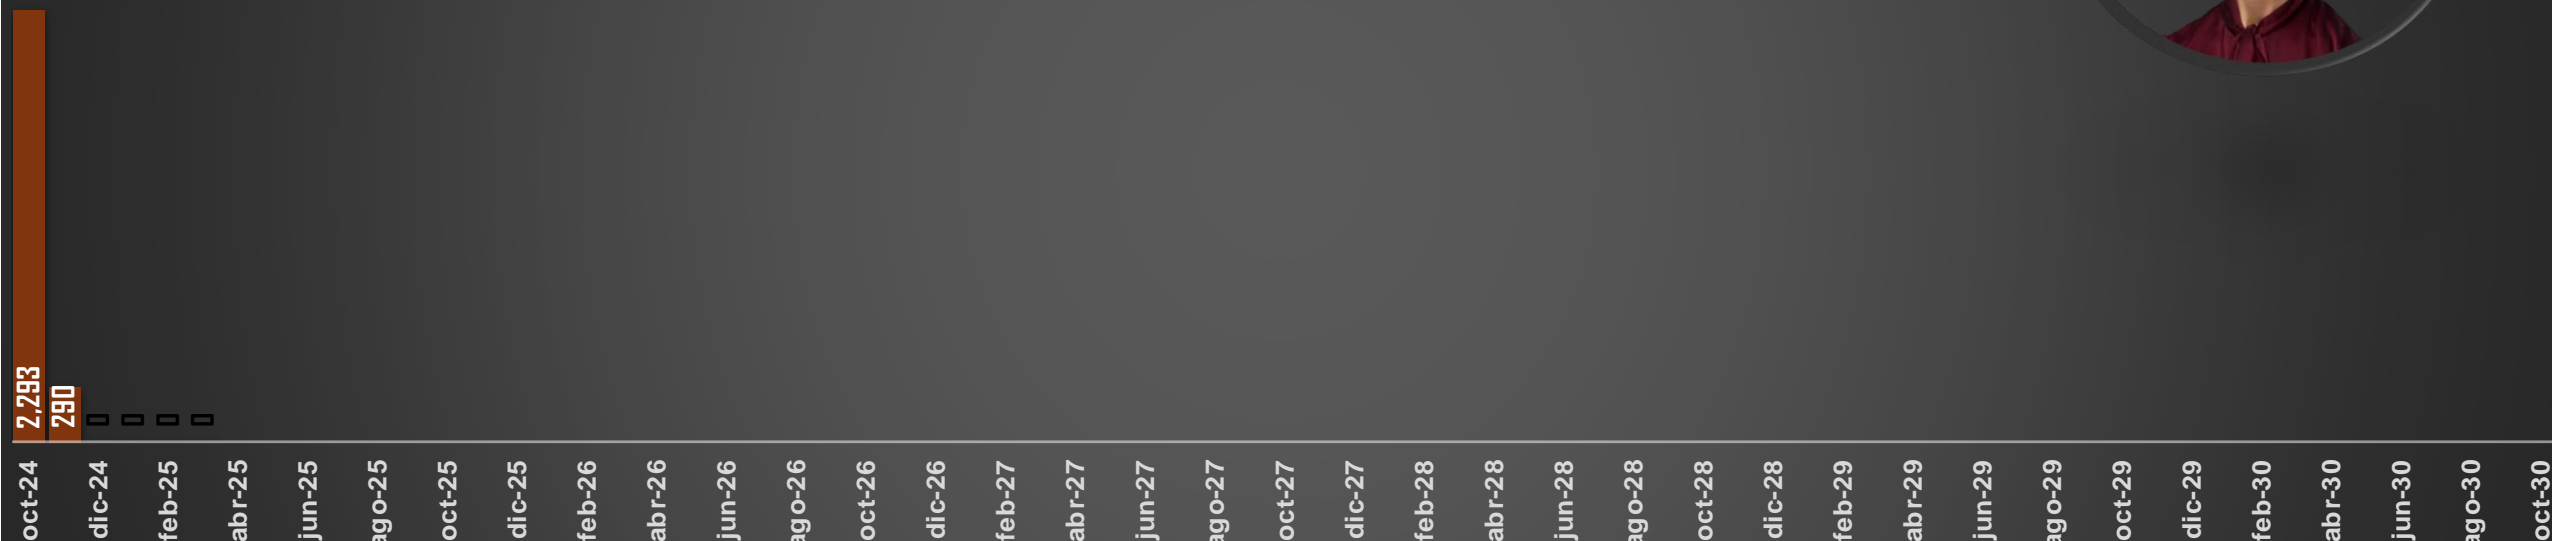 2,293
290
0
0
0
0
oct-24
dic-24
feb-25
abr-25
jun-25
ago-25
oct-25
dic-25
feb-26
abr-26
jun-26
ago-26
oct-26
dic-26
feb-27
abr-27
jun-27
ago-27
oct-27
dic-27
feb-28
abr-28
jun-28
ago-28
oct-28
dic-28
feb-29
abr-29
jun-29
ago-29
oct-29
dic-29
feb-30
abr-30
jun-30
ago-30
oct-30